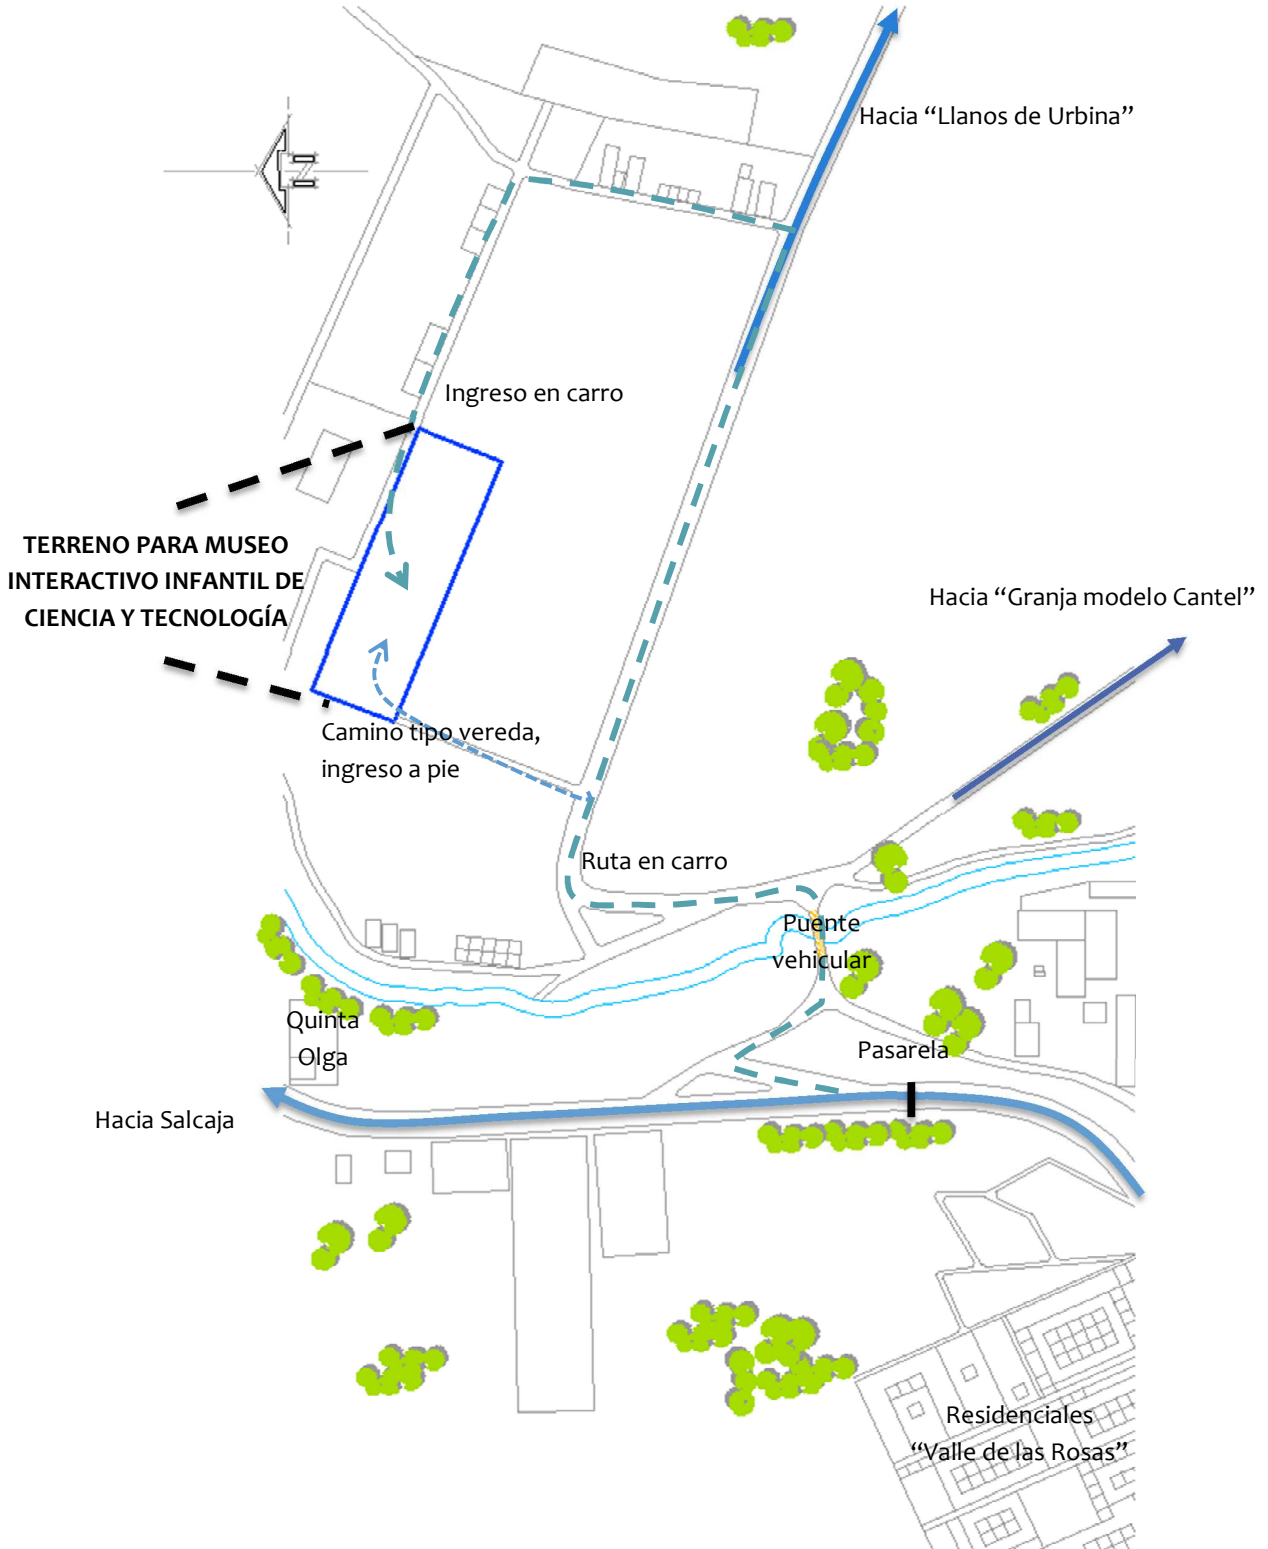 Hacia “Llanos de Urbina”
N
Ingreso en carro
TERRENO PARA MUSEO
INTERACTIVO INFANTIL DE
CIENCIA Y TECNOLOGÍA
Hacia “Granja modelo Cantel”
Camino tipo vereda,
ingreso a pie
Ruta en carro
Puente
vehicular
Quinta
Olga
Pasarela
Hacia Salcaja
Residenciales
“Valle de las Rosas”